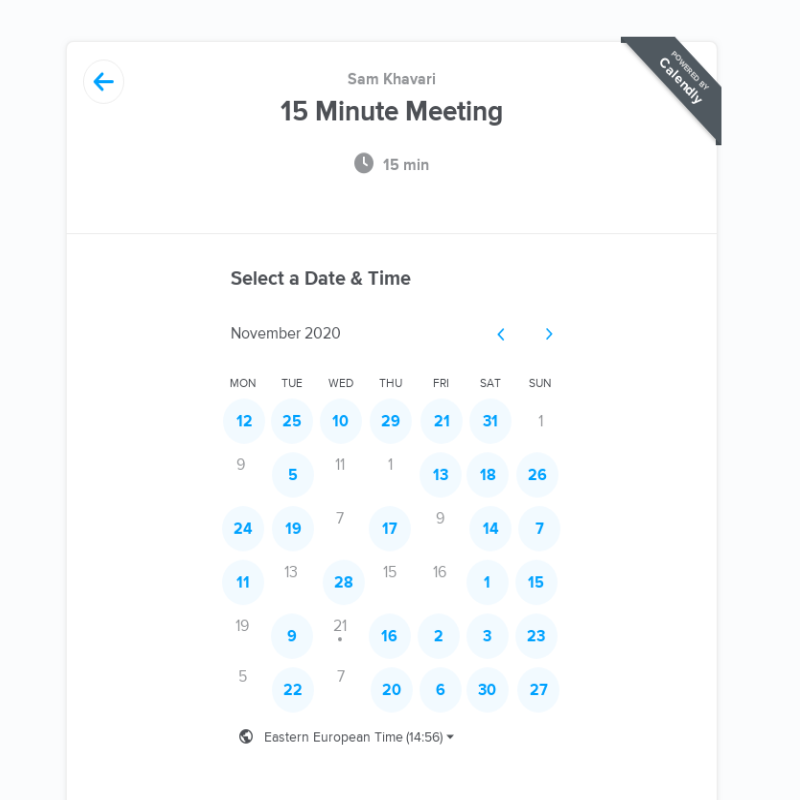 POWERED BY
Calendly
Sam Khavari
15 Minute Meeting
15 min
Select a Date & Time
November 2020
MON TUE WED THU FRI SAT SUN
12 25 10 29 21 31 1
9 5 11 1 13 18 26
24 19 7 17 9 14 7
11 13 28 15 16 1 15
19 9 21 16 2 3 23
5 22 7 20 6 30 27
Eastern European Time (14:56)